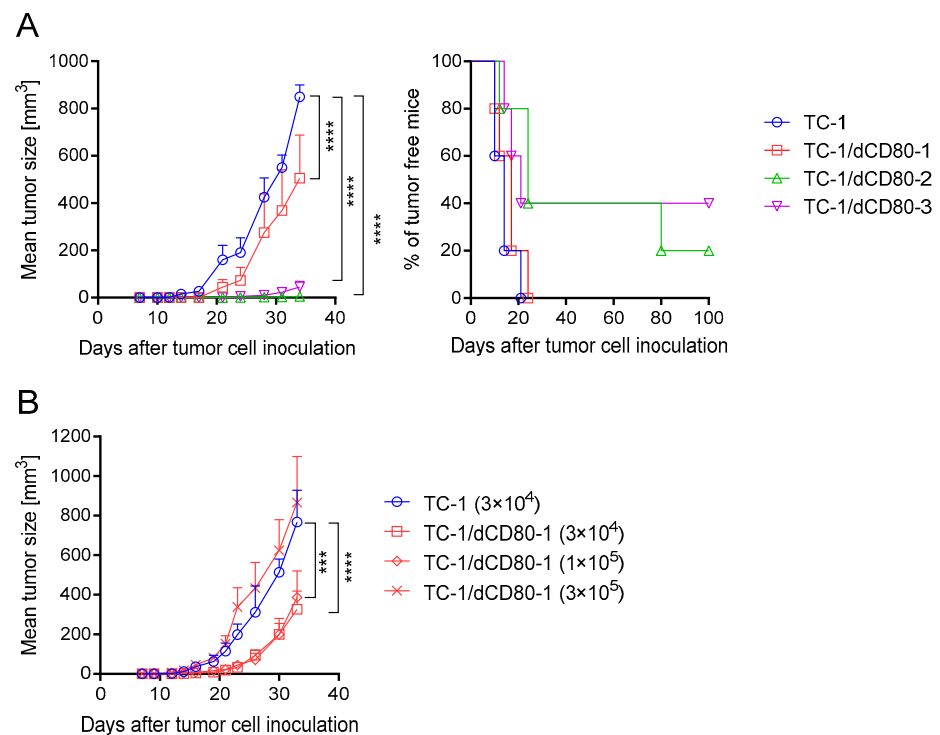 A
Mean tumor size [mm³]
1000
800
600
400
200
0
0 10 20 30 40
Days after tumor cell inoculation
****
****
****
% of tumor free mice
100
80
60
40
20
0
0 20 40 60 80 100
Days after tumor cell inoculation
TC-1
TC-1/dCD80-1
TC-1/dCD80-2
TC-1/dCD80-3
B
Mean tumor size [mm³]
1200
1000
800
600
400
200
0
0 10 20 30 40
Days after tumor cell inoculation
***
****
TC-1 (3×10⁴)
TC-1/dCD80-1 (3×10⁴)
TC-1/dCD80-1 (1×10⁵)
TC-1/dCD80-1 (3×10⁵)